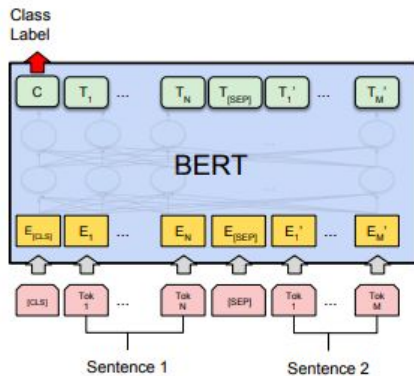 Class
Label
C T1 ... TN T[SEP] T1' ... TM'
BERT
E[CLS] E1 ... EN E[SEP] E1' ... EM'
[CLS] Tok 1 ... Tok N [SEP] Tok 1 ... Tok M
Sentence 1 Sentence 2